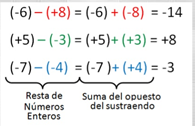 (-6) − (+8) = (-6) + (-8) = -14
(+5) − (-3) = (+5) + (+3) = +8
(-7) − (-4) = (-7) + (+4) = -3
Resta de Números Enteros
Suma del opuesto del sustraendo